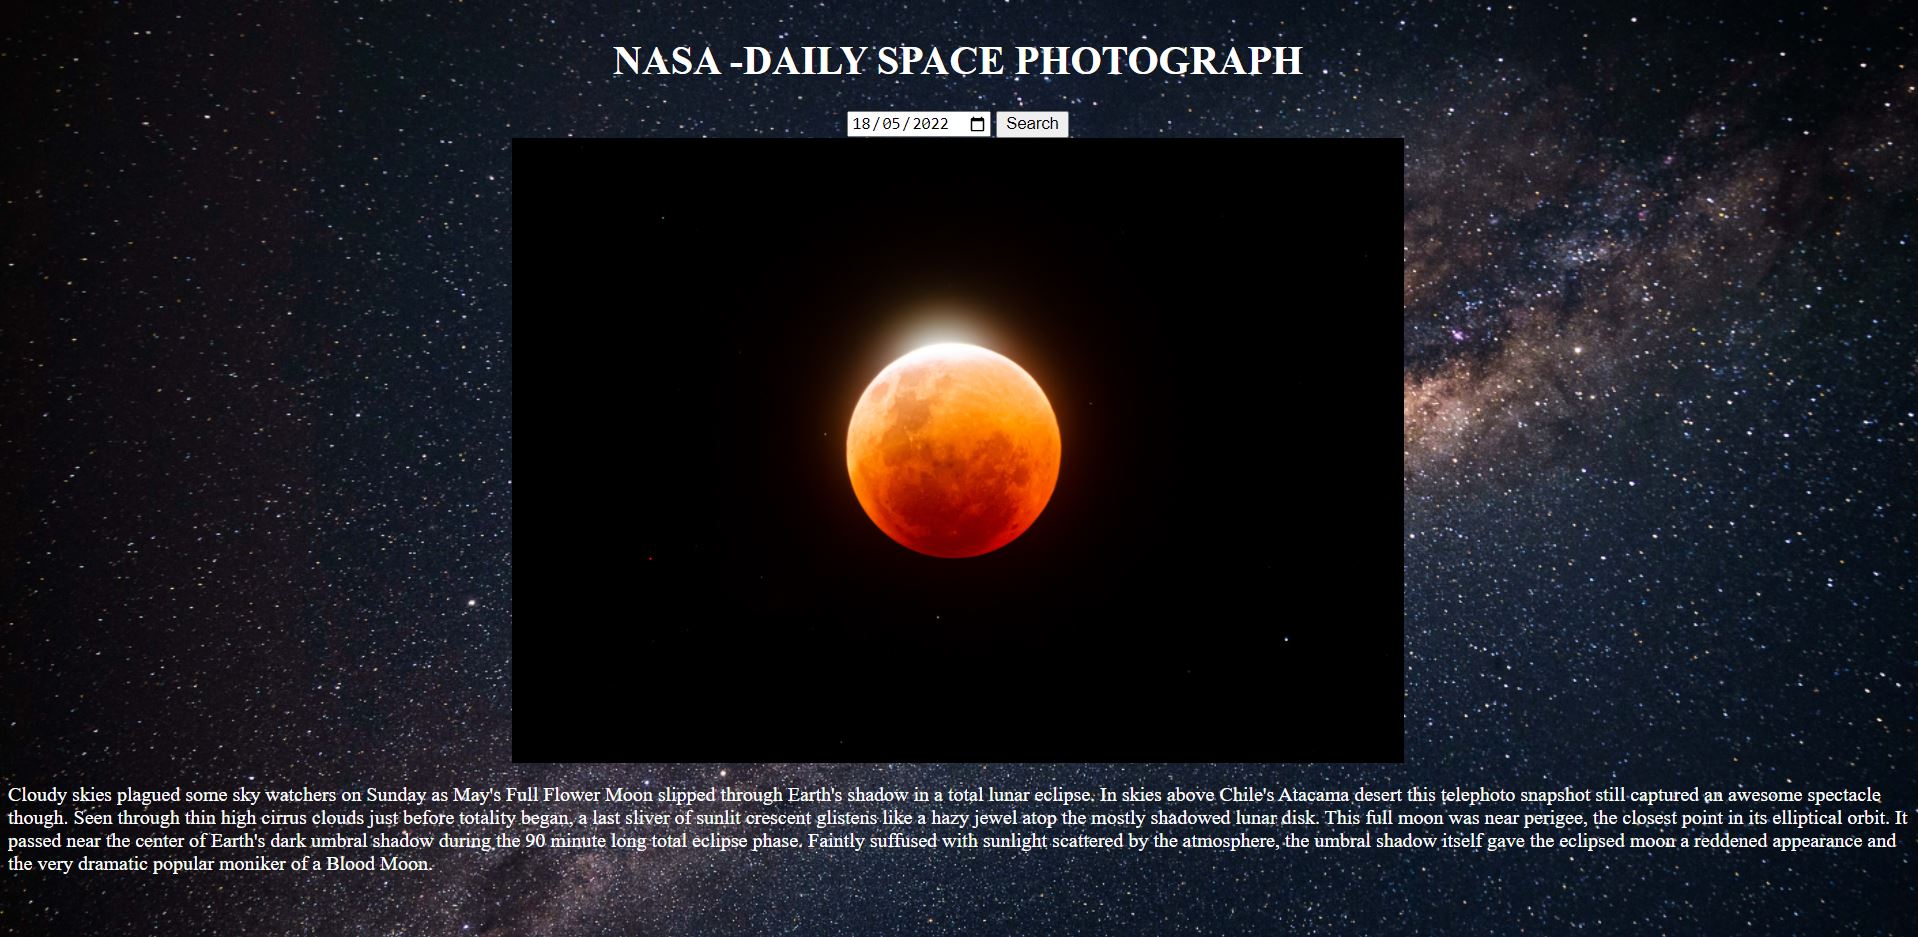 NASA -DAILY SPACE PHOTOGRAPH
18/05/2022 Search
Cloudy skies plagued some sky watchers on Sunday as May's Full Flower Moon slipped through Earth's shadow in a total lunar eclipse. In skies above Chile's Atacama desert this telephoto snapshot still captured an awesome spectacle
though. Seen through thin high cirrus clouds just before totality began, a last sliver of sunlit crescent glistens like a hazy jewel atop the mostly shadowed lunar disk. This full moon was near perigee, the closest point in its elliptical orbit. It
passed near the center of Earth's dark umbral shadow during the 90 minute long total eclipse phase. Faintly suffused with sunlight scattered by the atmosphere, the umbral shadow itself gave the eclipsed moon a reddened appearance and
the very dramatic popular moniker of a Blood Moon.